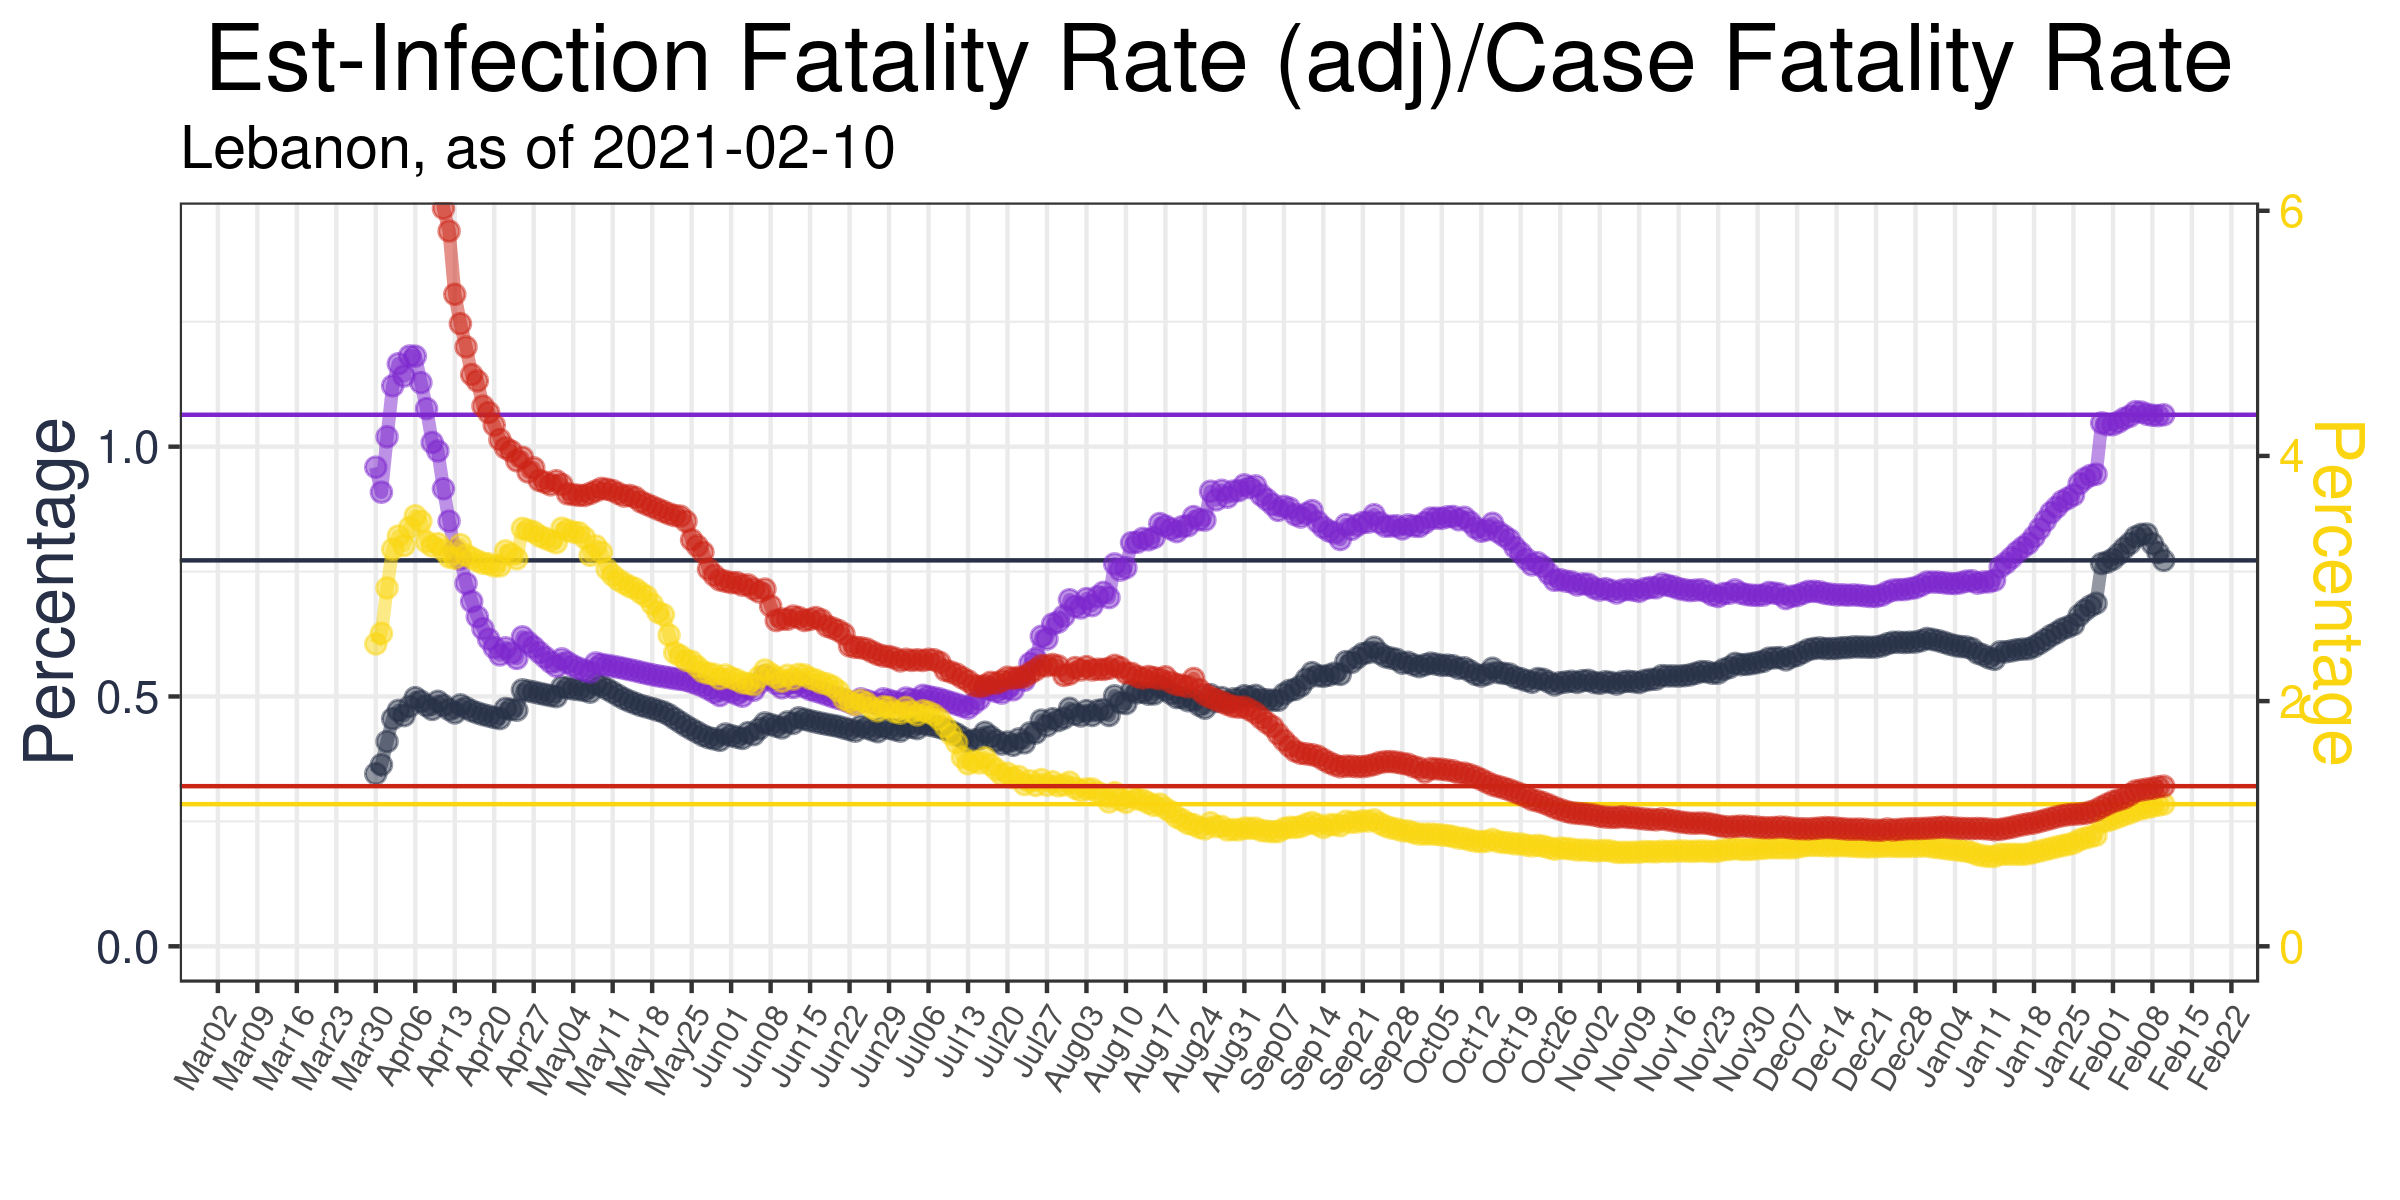 Est-Infection Fatality Rate (adj)/Case Fatality Rate
Lebanon, as of 2021-02-10
Percentage
1.0
0.5
0.0
6
4
2
0
Percentage
Mar02
Mar09
Mar16
Mar23
Mar30
Apr06
Apr13
Apr20
Apr27
May04
May11
May18
May25
Jun01
Jun08
Jun15
Jun22
Jun29
Jul06
Jul13
Jul20
Jul27
Aug03
Aug10
Aug17
Aug24
Aug31
Sep07
Sep14
Sep21
Sep28
Oct05
Oct12
Oct19
Oct26
Nov02
Nov09
Nov16
Nov23
Nov30
Dec07
Dec14
Dec21
Dec28
Jan04
Jan11
Jan18
Jan25
Feb01
Feb08
Feb15
Feb22